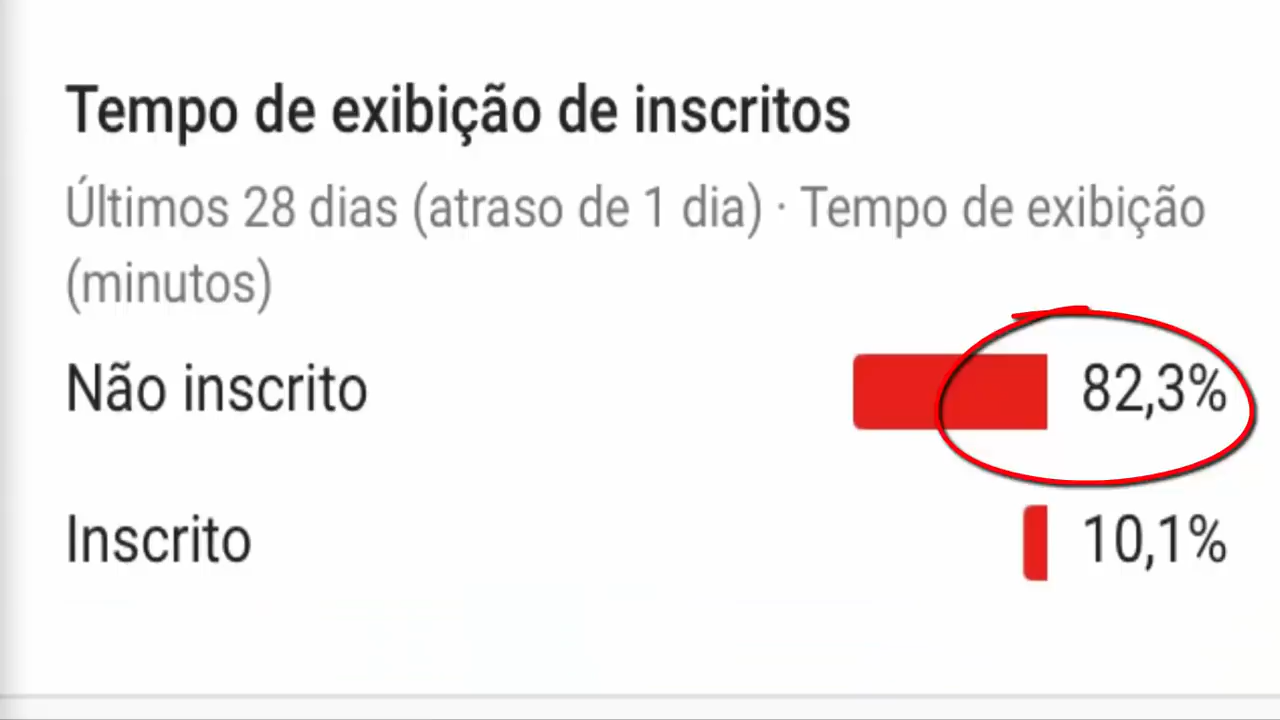 Tempo de exibição de inscritos
Últimos 28 dias (atraso de 1 dia) · Tempo de exibição
(minutos)
Não inscrito 82,3%
Inscrito 10,1%